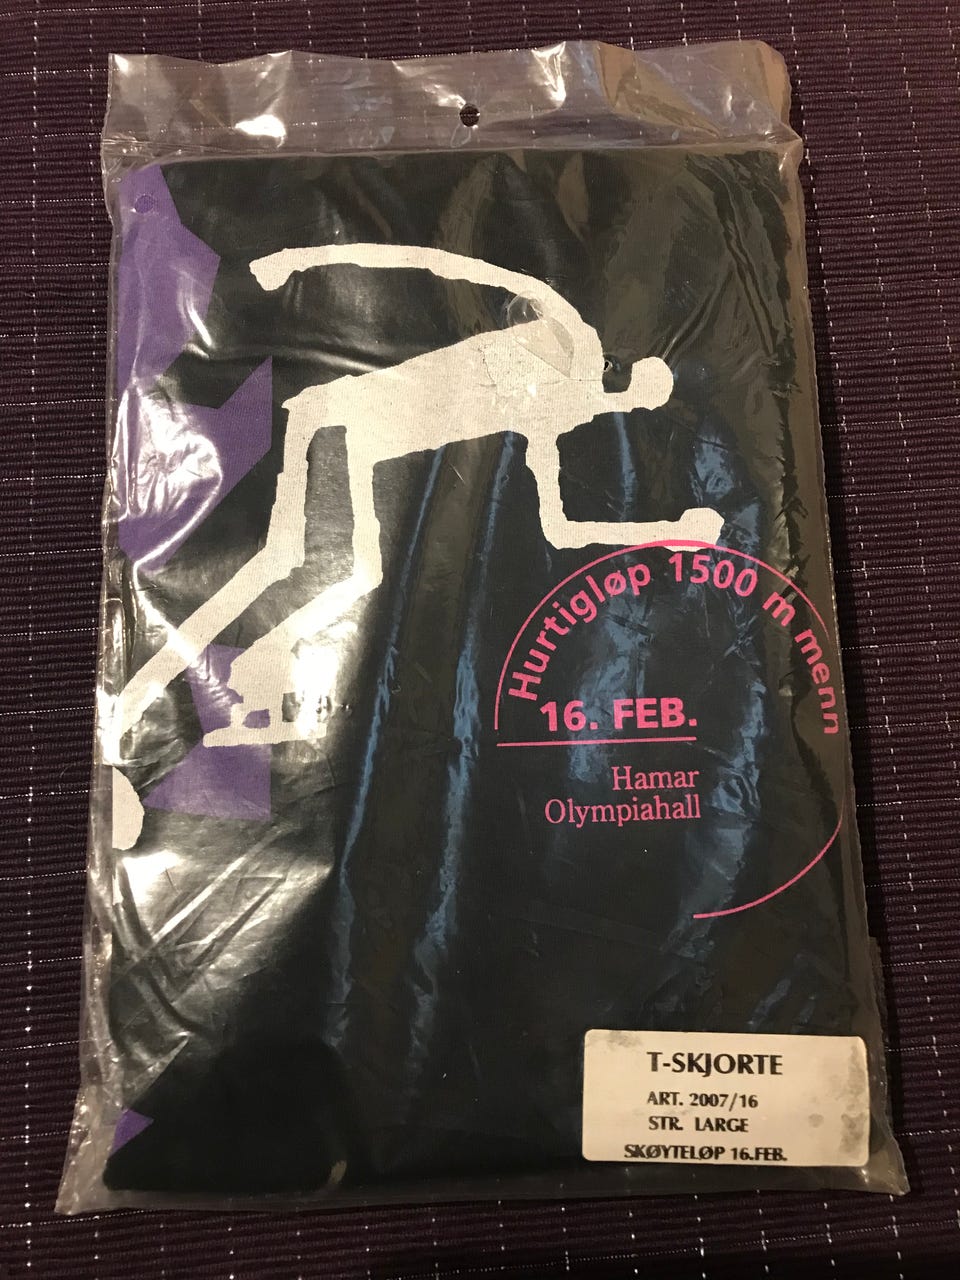 Hurtigløp 1500 m menn
16. FEB.
Hamar
Olympiahall
T-SKJORTE
ART. 2007/16
STR. LARGE
SKØYTELØP 16.FEB.